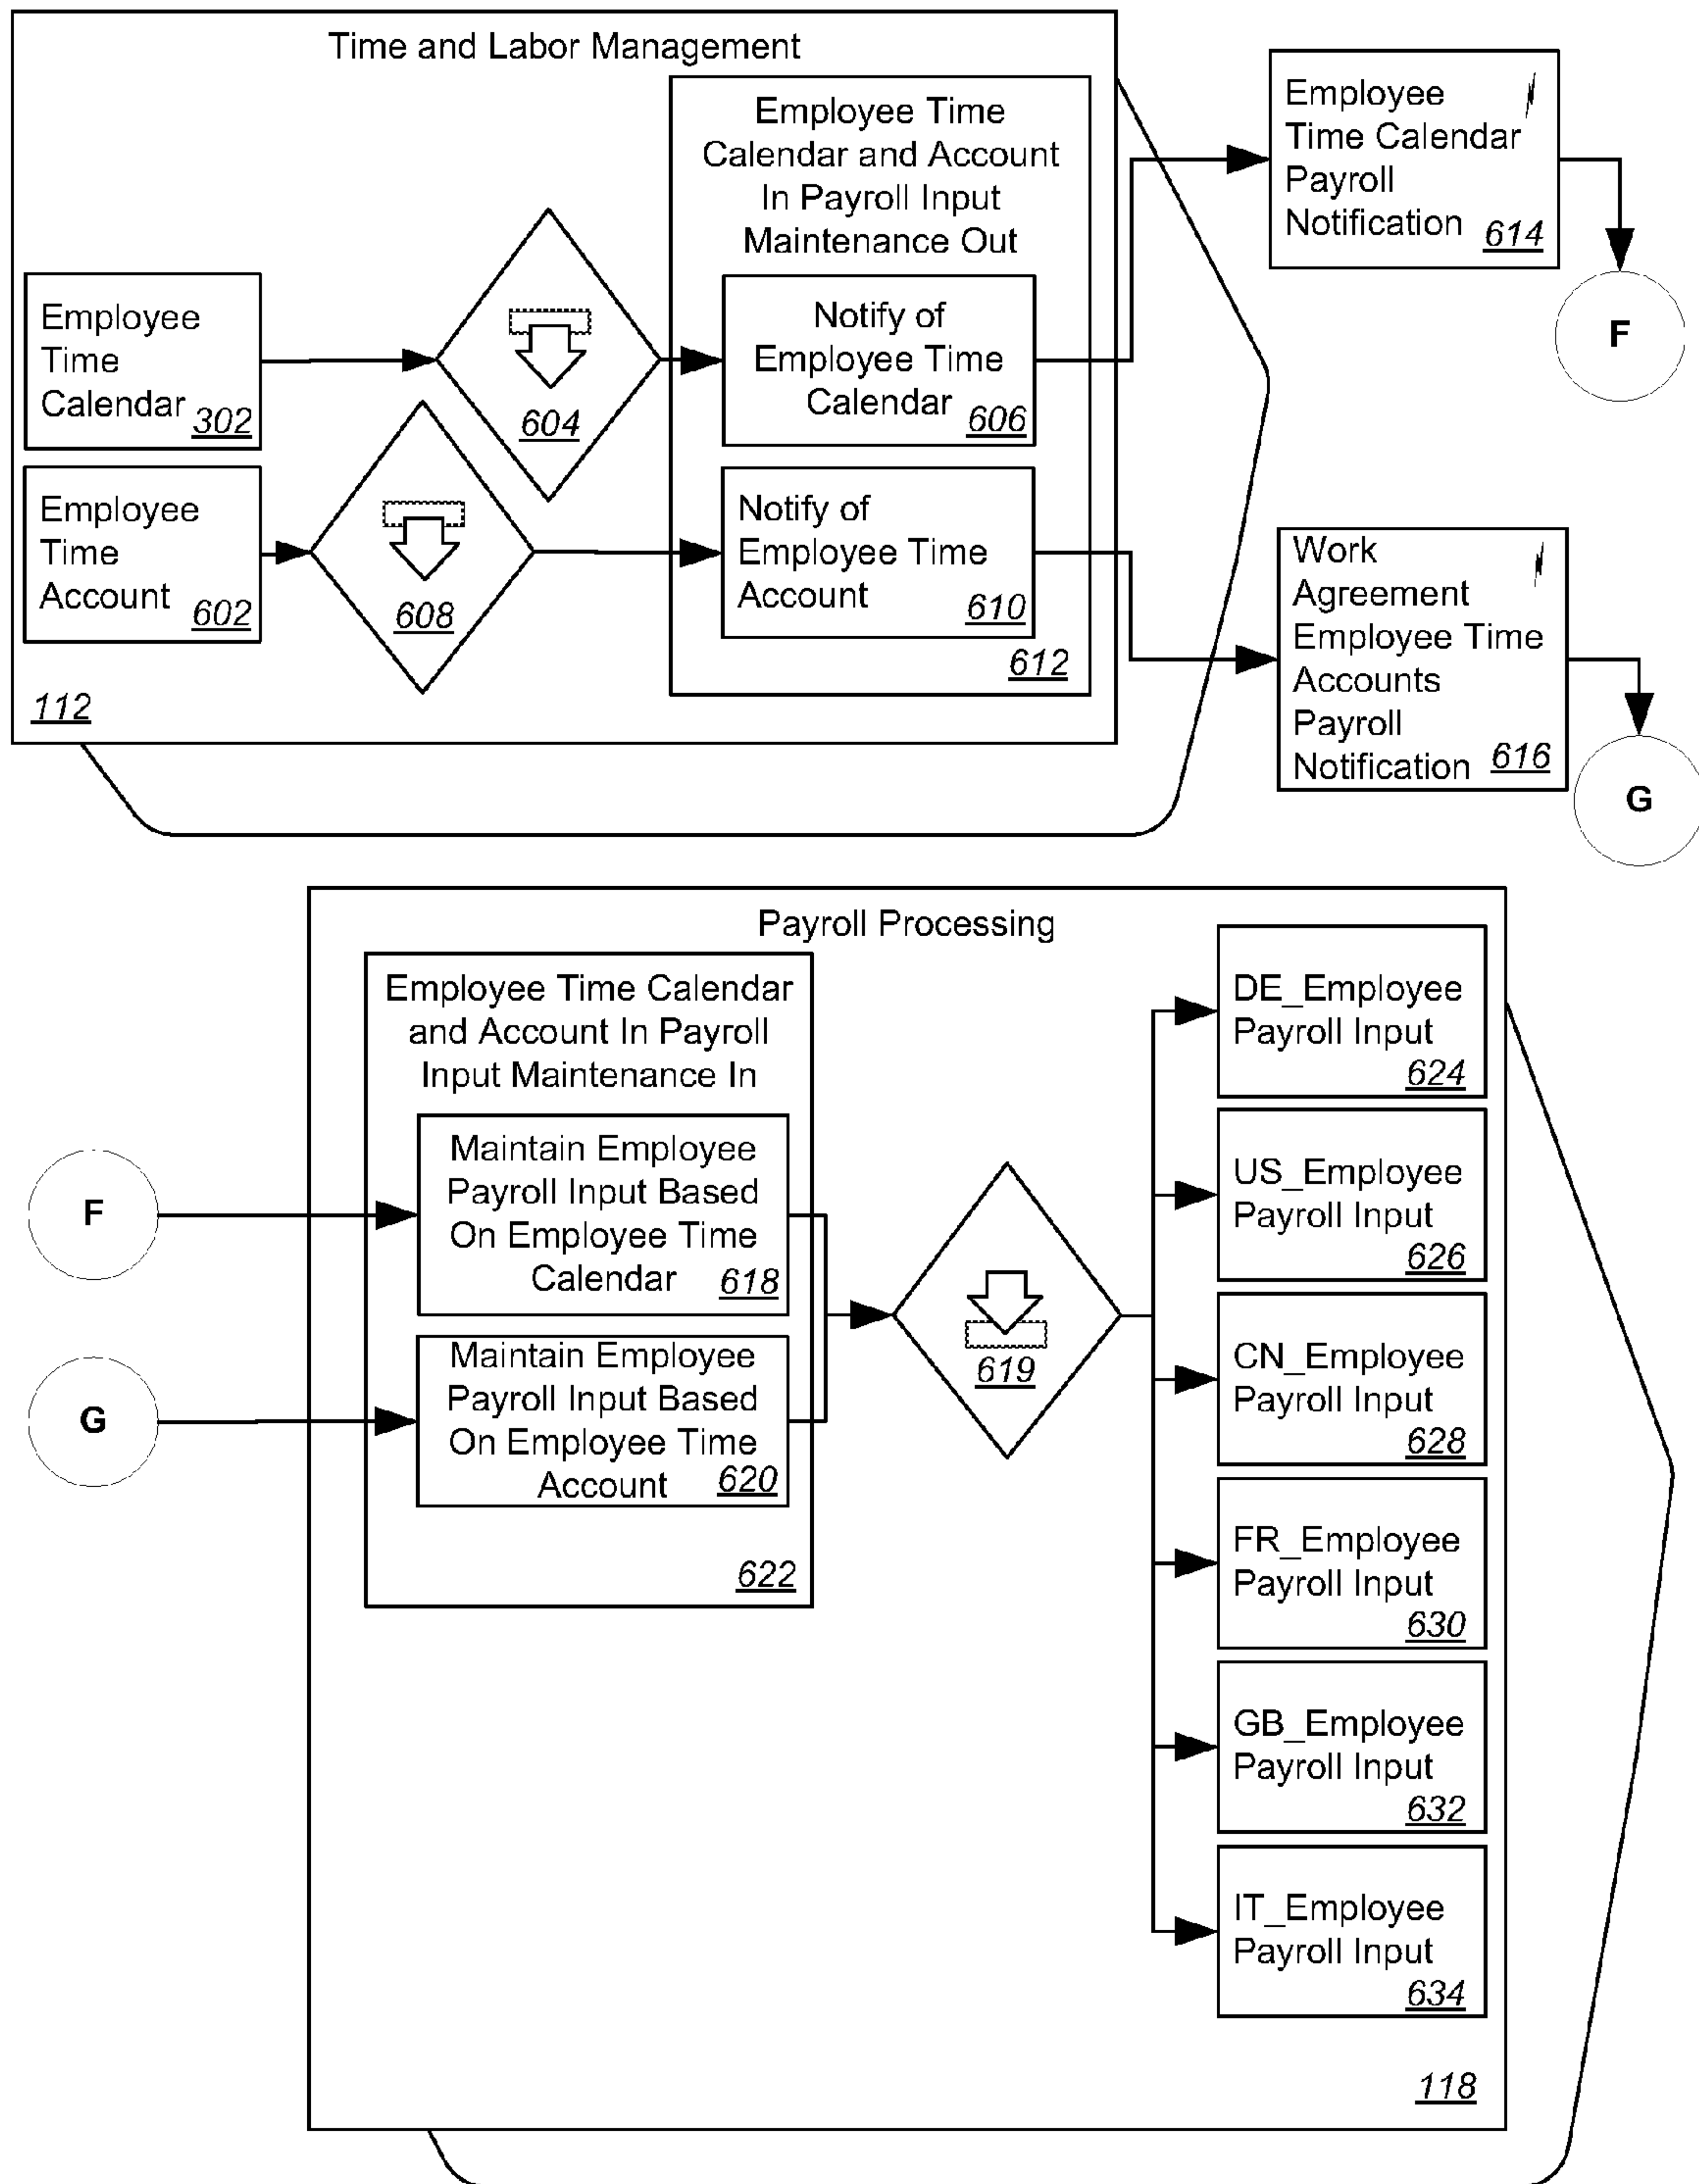 Time and Labor Management
Employee
Time
Calendar 302
Employee
Time
Account 602
604
608
Employee Time
Calendar and Account
In Payroll Input
Maintenance Out
Notify of
Employee Time
Calendar 606
Notify of
Employee Time
Account 610
612
112
Employee
Time Calendar
Payroll
Notification 614
F
Work
Agreement
Employee Time
Accounts
Payroll
Notification 616
G
Payroll Processing
Employee Time Calendar
and Account In Payroll
Input Maintenance In
F
Maintain Employee
Payroll Input Based
On Employee Time
Calendar 618
G
Maintain Employee
Payroll Input Based
On Employee Time
Account 620
622
619
DE_Employee
Payroll Input
624
US_Employee
Payroll Input
626
CN_Employee
Payroll Input
628
FR_Employee
Payroll Input
630
GB_Employee
Payroll Input
632
IT_Employee
Payroll Input
634
118